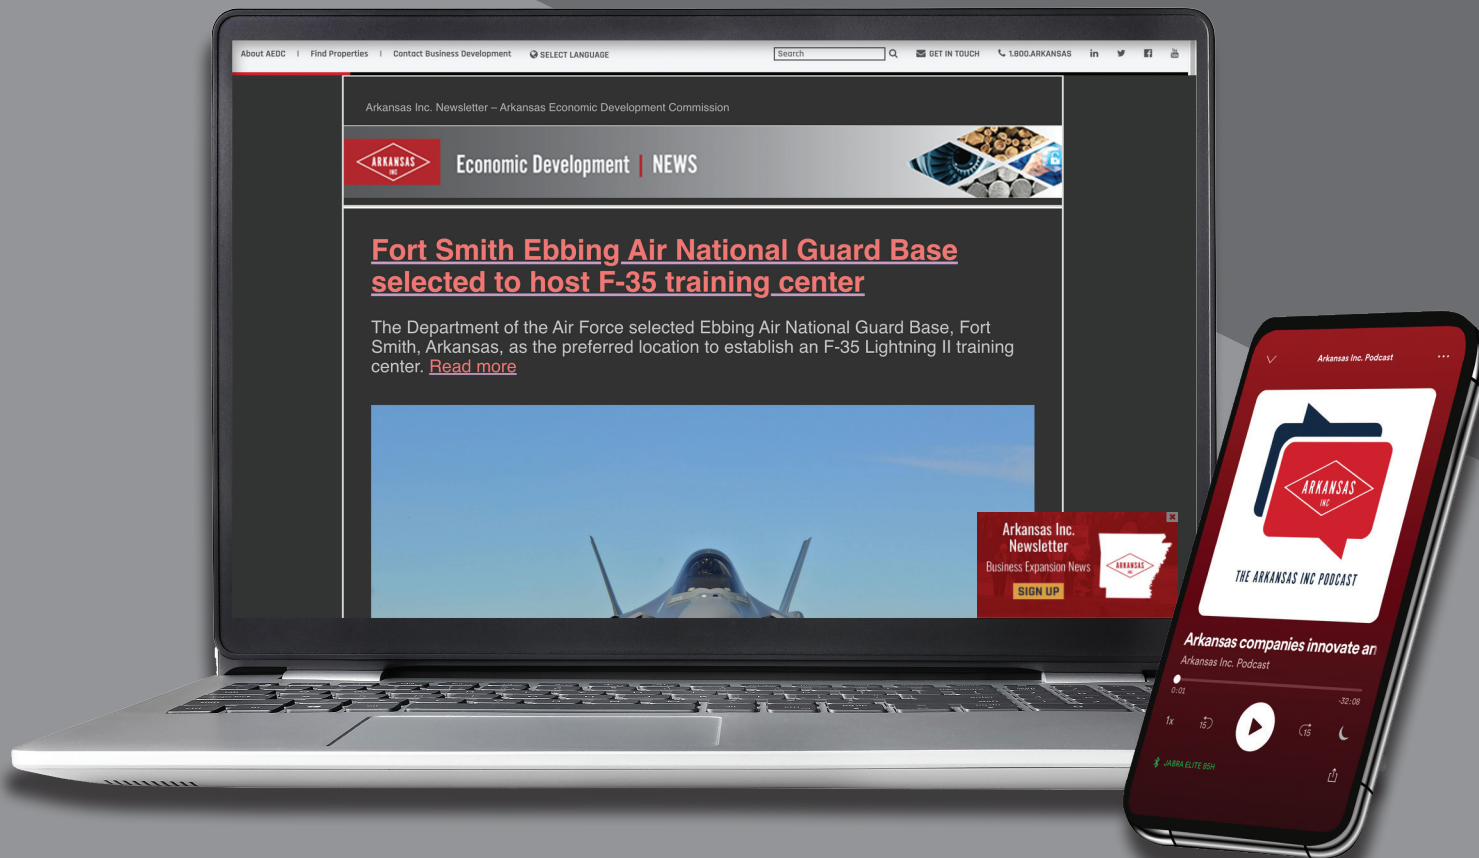 About AEDC | Find Properties | Contact Business Development SELECT LANGUAGE Search GET IN TOUCH 1.800.ARKANSAS
Arkansas Inc. Newsletter – Arkansas Economic Development Commission
ARKANSAS
INC
Economic Development | NEWS
Fort Smith Ebbing Air National Guard Base
selected to host F-35 training center
The Department of the Air Force selected Ebbing Air National Guard Base, Fort
Smith, Arkansas, as the preferred location to establish an F-35 Lightning II training
center. Read more
Arkansas Inc.
Newsletter
Business Expansion News
SIGN UP
ARKANSAS
INC
Arkansas Inc. Podcast
ARKANSAS
INC
THE ARKANSAS INC PODCAST
Arkansas companies innovate an
Arkansas Inc. Podcast
0:01 -32:08
1x 15 15
JABRA ELITE 85H